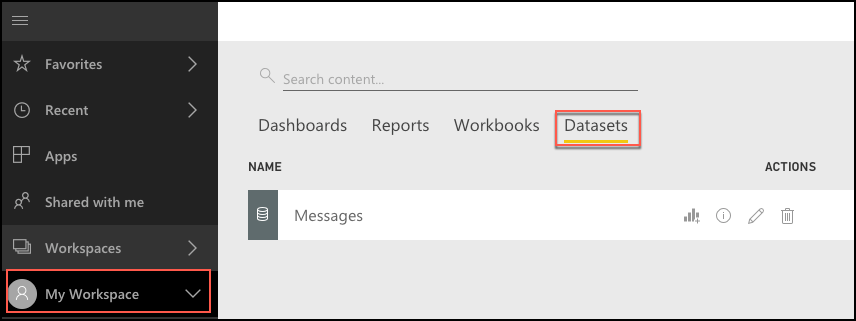 Favorites
Recent
Apps
Shared with me
Workspaces
My Workspace
Search content...
Dashboards Reports Workbooks Datasets
NAME ACTIONS
Messages